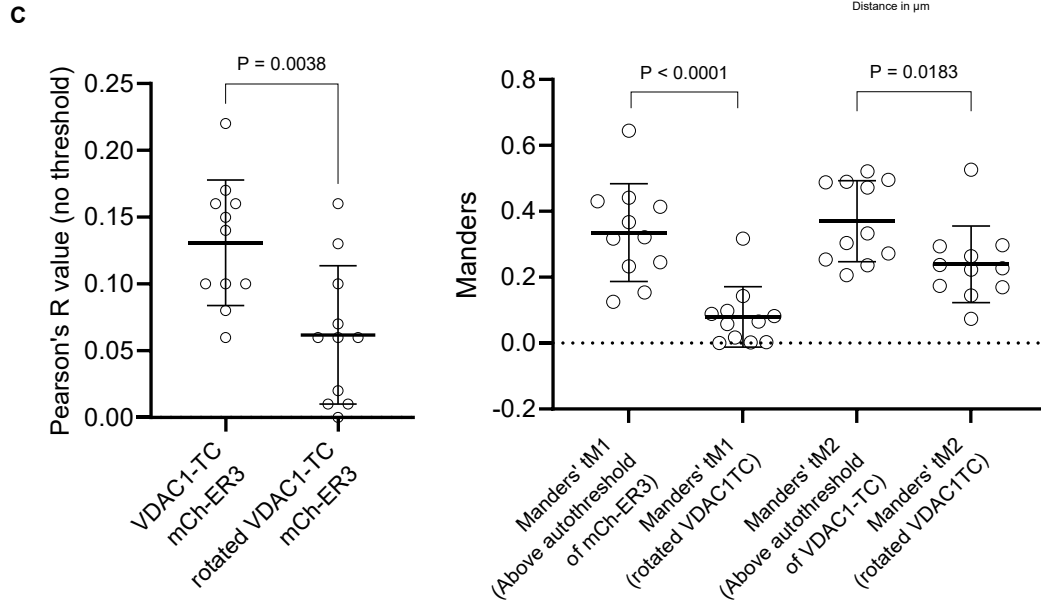 Distance in µm
C
P = 0.0038
Pearson's R value (no threshold)
0.25
0.20
0.15
0.10
0.05
0.00
VDAC1-TC
mCh-ER3
rotated VDAC1-TC
mCh-ER3
P < 0.0001
P = 0.0183
Manders
0.8
0.6
0.4
0.2
0.0
-0.2
Manders' tM1
(Above autothreshold
of mCh-ER3)
Manders' tM1
(rotated VDAC1TC)
Manders' tM2
(Above autothreshold
of VDAC1-TC)
Manders' tM2
(rotated VDAC1TC)